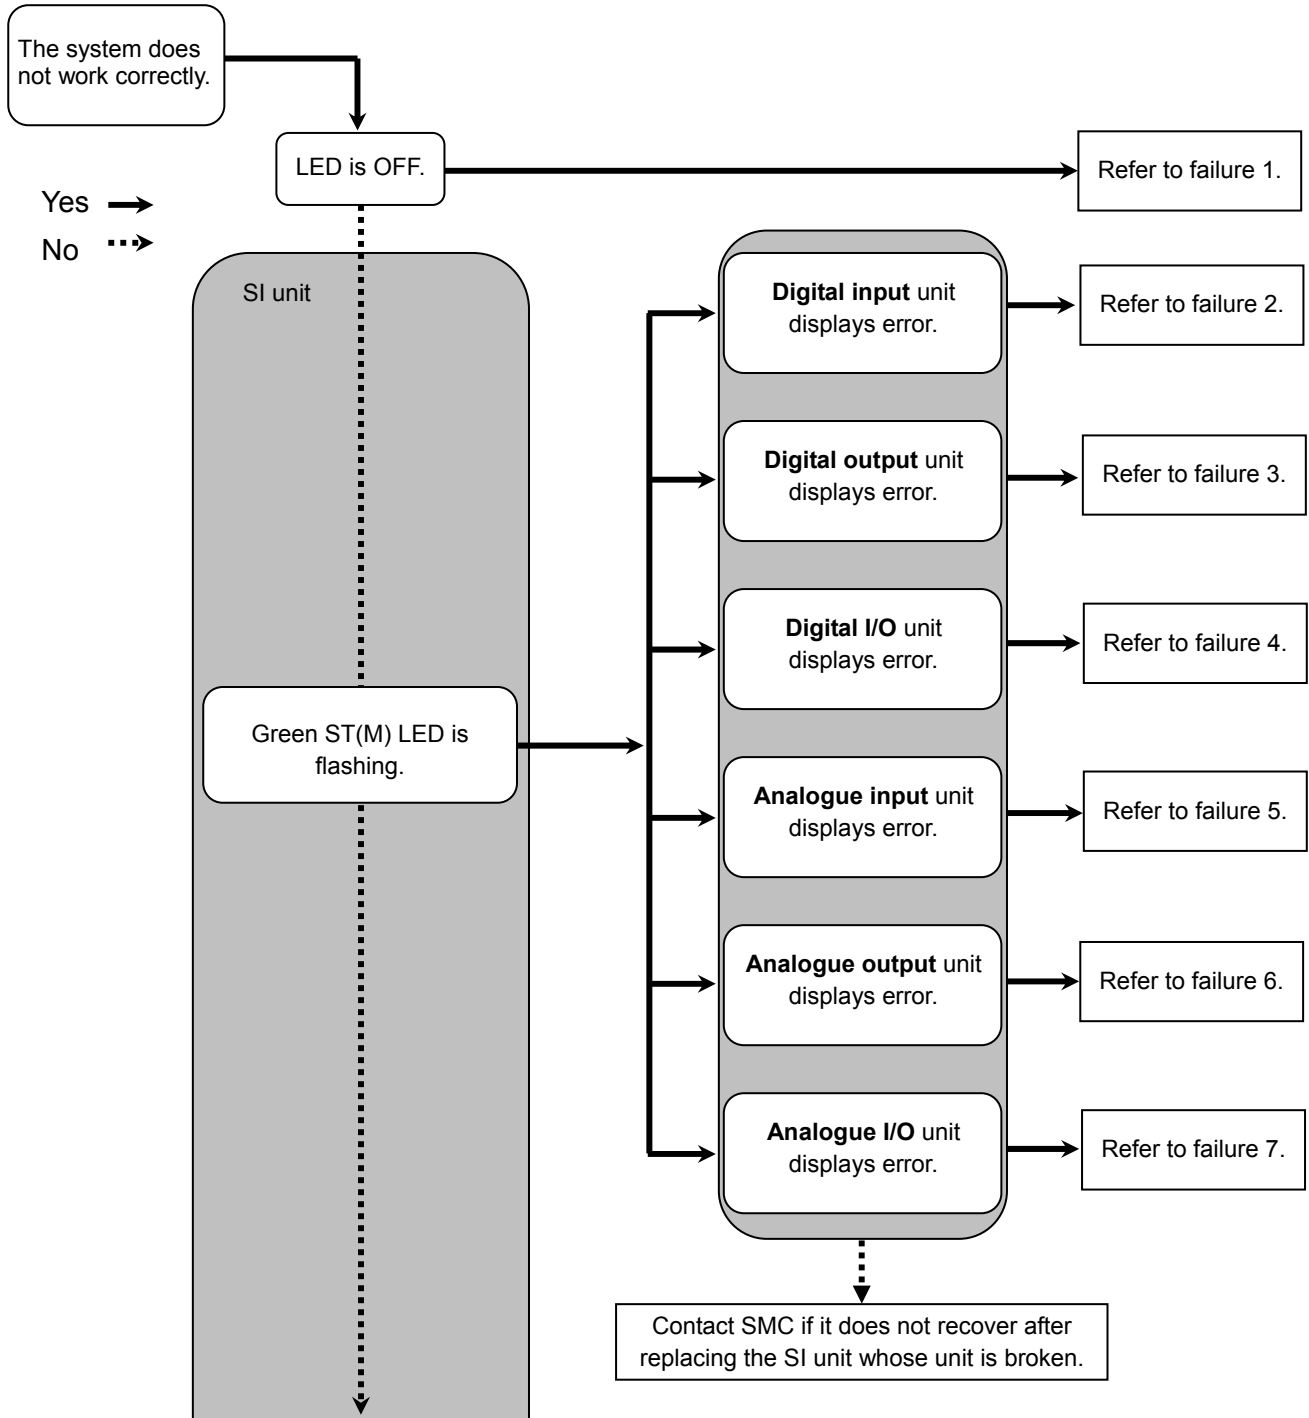 The system does
not work correctly.
LED is OFF.
Refer to failure 1.
Yes
No
SI unit
Digital input unit
displays error.
Refer to failure 2.
Digital output unit
displays error.
Refer to failure 3.
Digital I/O unit
displays error.
Refer to failure 4.
Green ST(M) LED is
flashing.
Analogue input unit
displays error.
Refer to failure 5.
Analogue output unit
displays error.
Refer to failure 6.
Analogue I/O unit
displays error.
Refer to failure 7.
Contact SMC if it does not recover after
replacing the SI unit whose unit is broken.